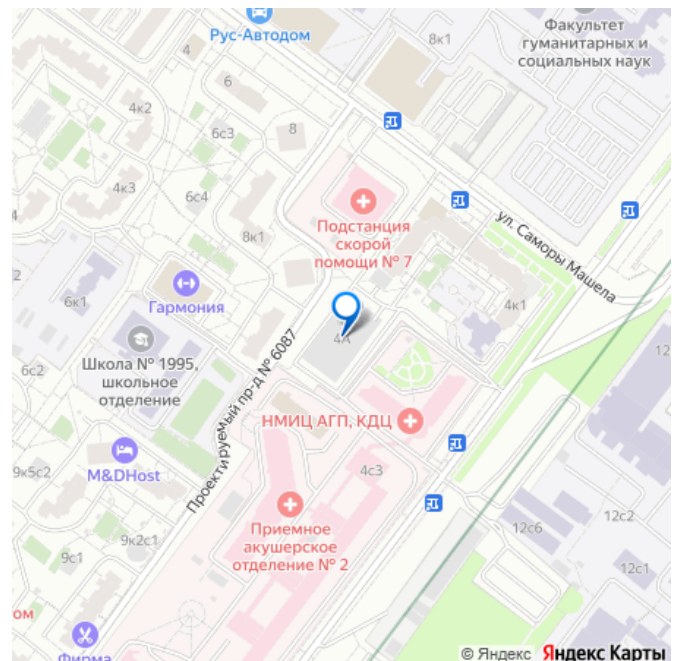 Рус-Автодом
8к1
Факультет
гуманитарных и
социальных наук
4
6
4к2
6с3
8
4к3
6с4
8к1
Подстанция
скорой
помощи № 7
ул. Саморы Машела
2
6к1
Гармония
4к1
4А
12
Школа № 1995,
школьное
отделение
6с2
Проектируемый пр-д № 6087
НМИЦ АГП, КДЦ
M&DHost
9к5с2
4с3
Приемное
акушерское
отделение № 2
12с6
12с2
9к2с1
9с1
12с1
ом
Фирма
© Яндекс Яндекс Карты